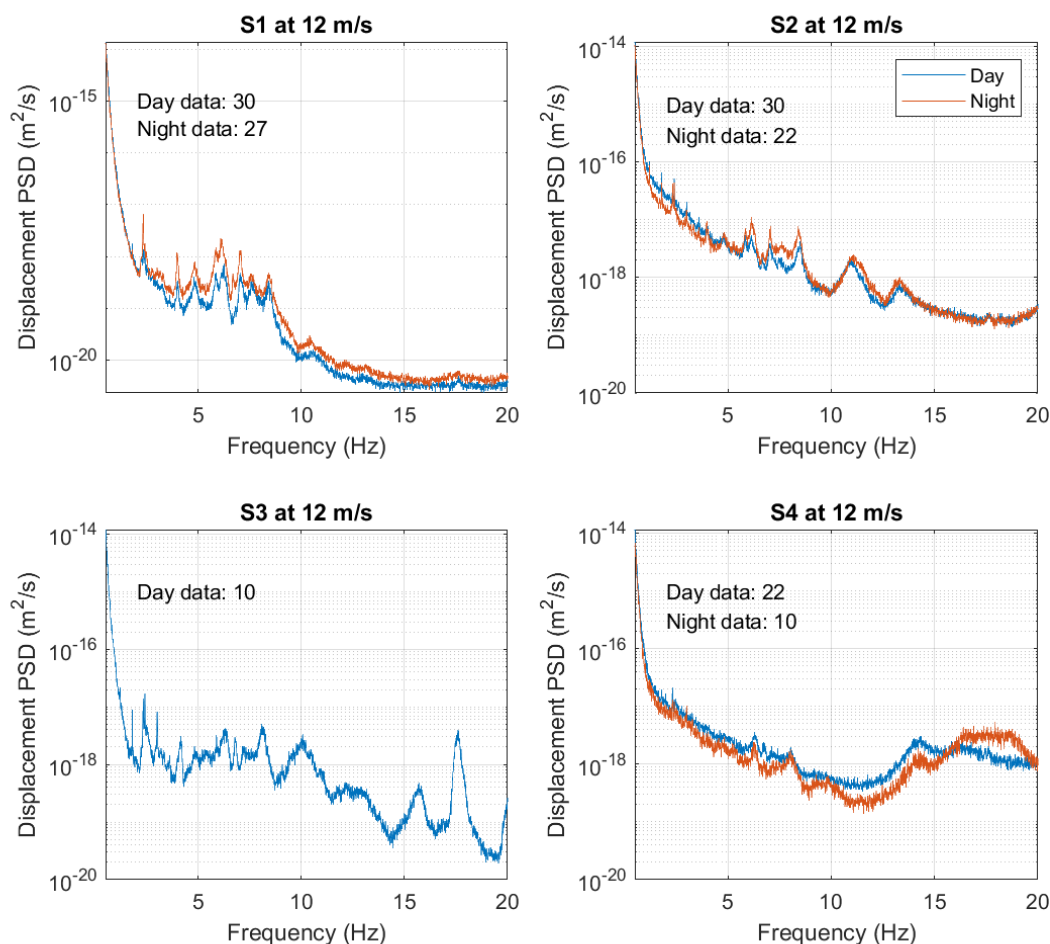 S1 at 12 m/s
Displacement PSD (m²/s)
10⁻¹⁵
10⁻²⁰
Day data: 30
Night data: 27
5 10 15 20
Frequency (Hz)
S2 at 12 m/s
Displacement PSD (m²/s)
10⁻¹⁴
10⁻¹⁶
10⁻¹⁸
10⁻²⁰
Day data: 30
Night data: 22
Day
Night
5 10 15 20
Frequency (Hz)
S3 at 12 m/s
Displacement PSD (m²/s)
10⁻¹⁴
10⁻¹⁶
10⁻¹⁸
10⁻²⁰
Day data: 10
5 10 15 20
Frequency (Hz)
S4 at 12 m/s
Displacement PSD (m²/s)
10⁻¹⁴
10⁻¹⁶
10⁻¹⁸
10⁻²⁰
Day data: 22
Night data: 10
5 10 15 20
Frequency (Hz)